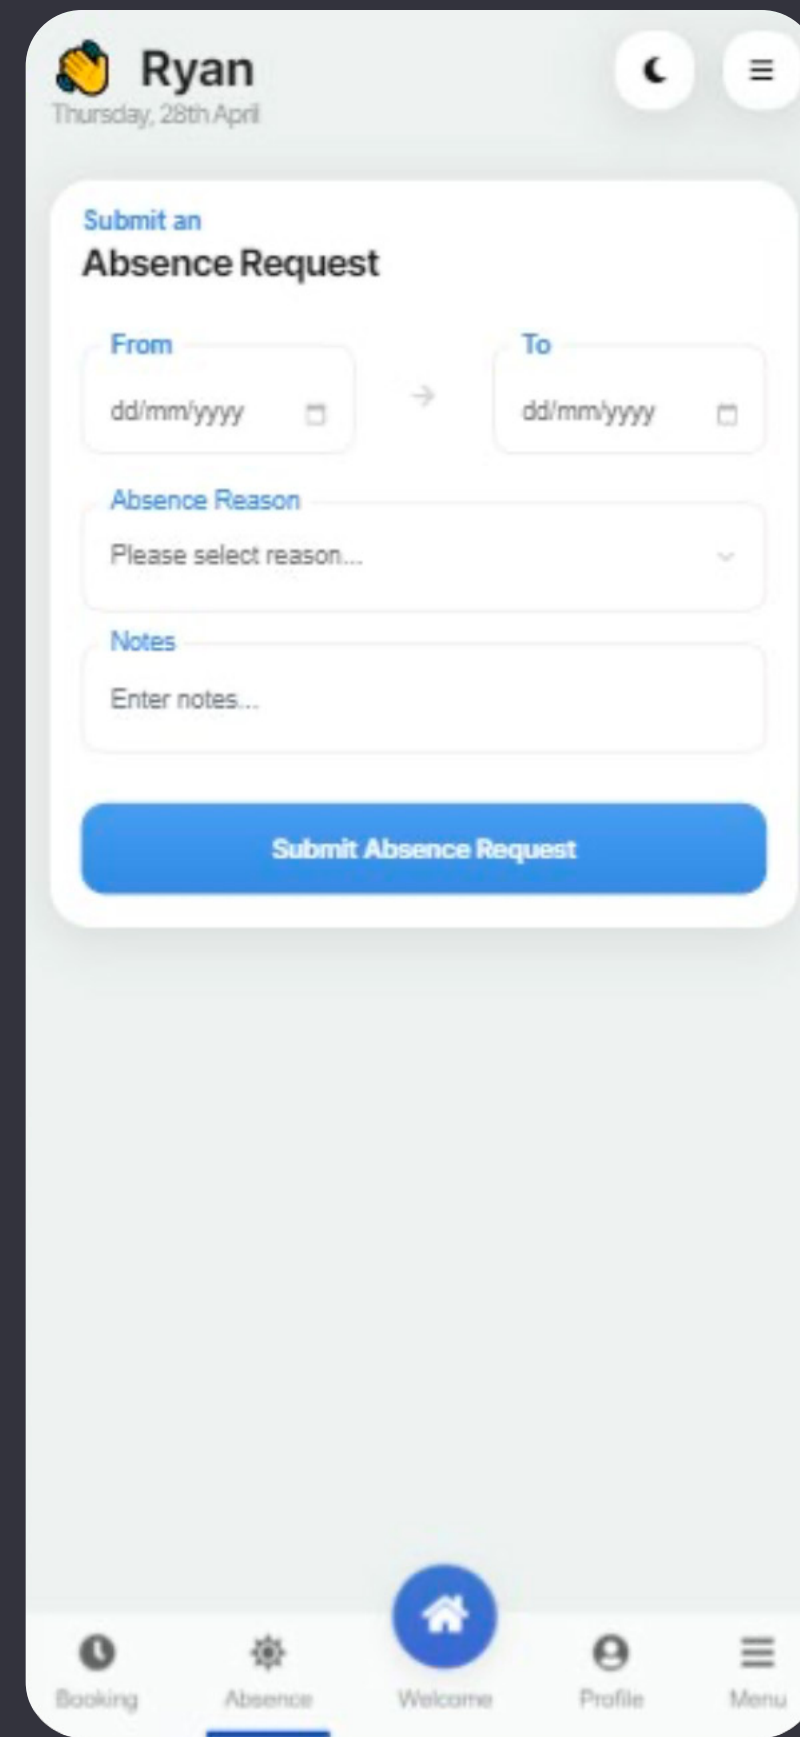 Ryan
Thursday, 28th April
Submit an
Absence Request
From
To
dd/mm/yyyy
dd/mm/yyyy
Absence Reason
Please select reason...
Notes
Enter notes...
Submit Absence Request
Booking
Absence
Welcome
Profile
Menu